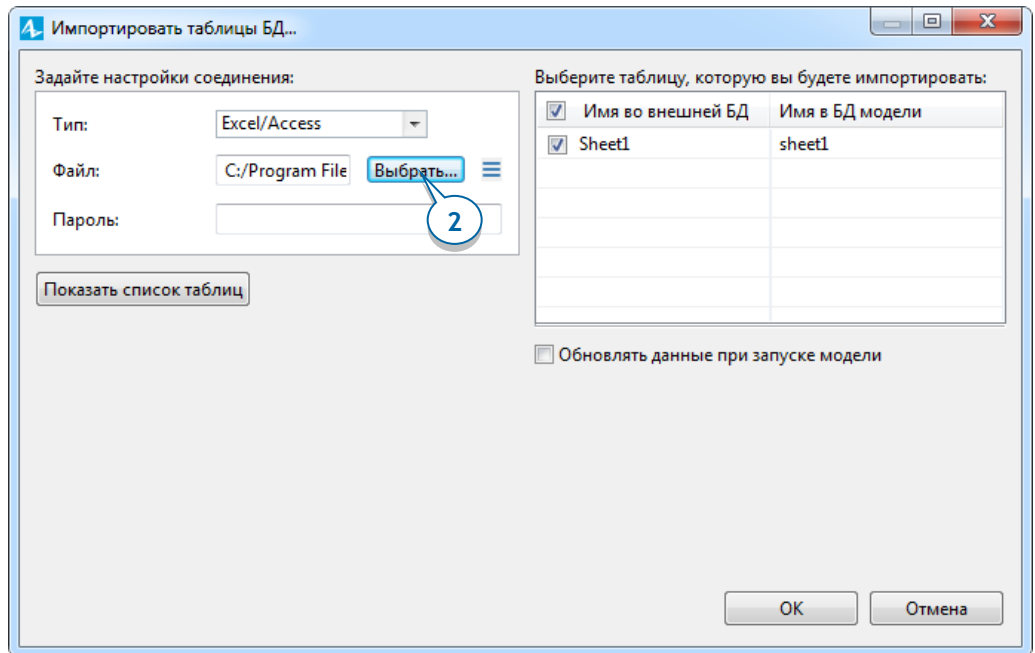 Импортировать таблицы БД...
Задайте настройки соединения:
Тип:
Excel/Access
Файл:
C:/Program File
Выбрать...
2
Пароль:
Показать список таблиц
Выберите таблицу, которую вы будете импортировать:
Имя во внешней БД Имя в БД модели
Sheet1 sheet1
Обновлять данные при запуске модели
OK Отмена